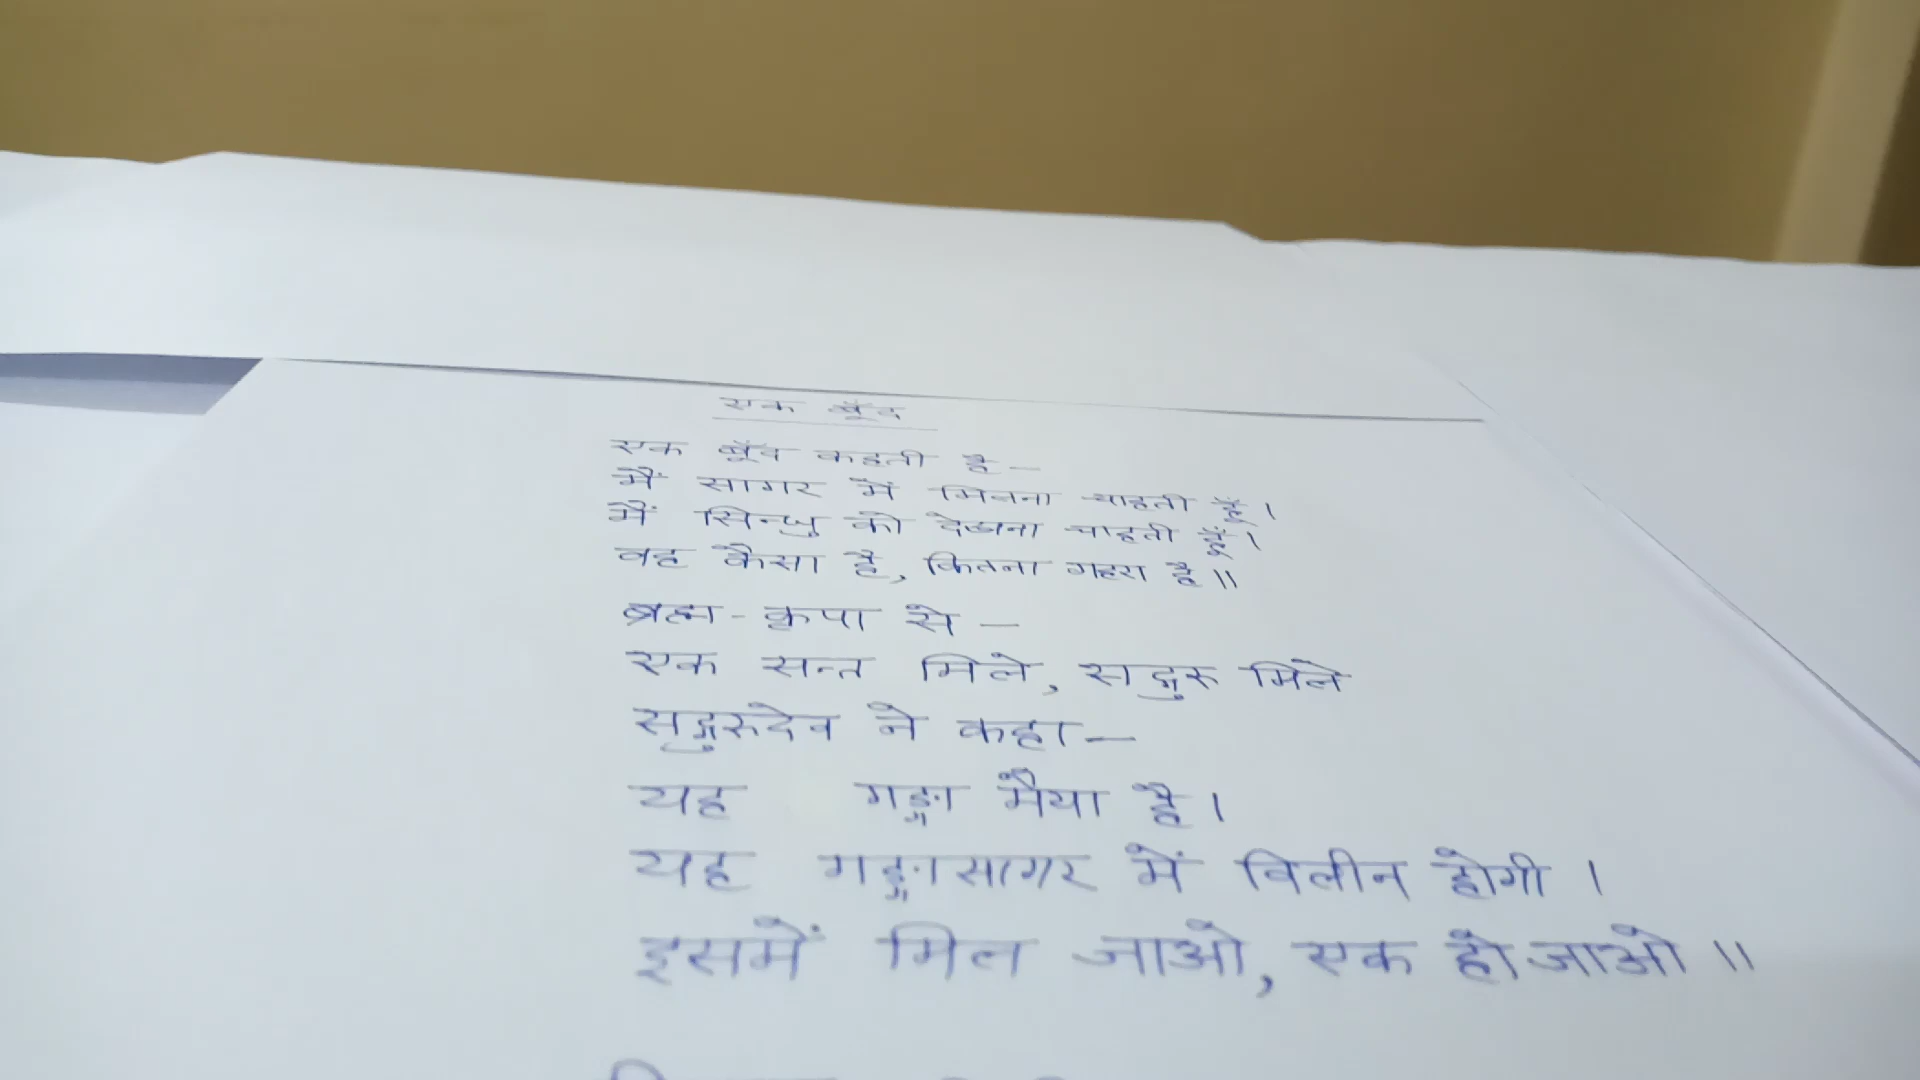 एक बूँद
एक बूँद कहती है—
मैं सागर में मिलना चाहती हूँ।
मैं सिन्धु को देखना चाहती हूँ।
वह कैसा है, कितना गहरा है॥
ब्रह्म-कृपा से —
एक सन्त मिले, सद्गुरु मिले
सद्गुरुदेव ने कहा—
यह गङ्गा मैया है।
यह गङ्गासागर में विलीन होगी।
इसमें मिल जाओ, एक हो जाओ॥